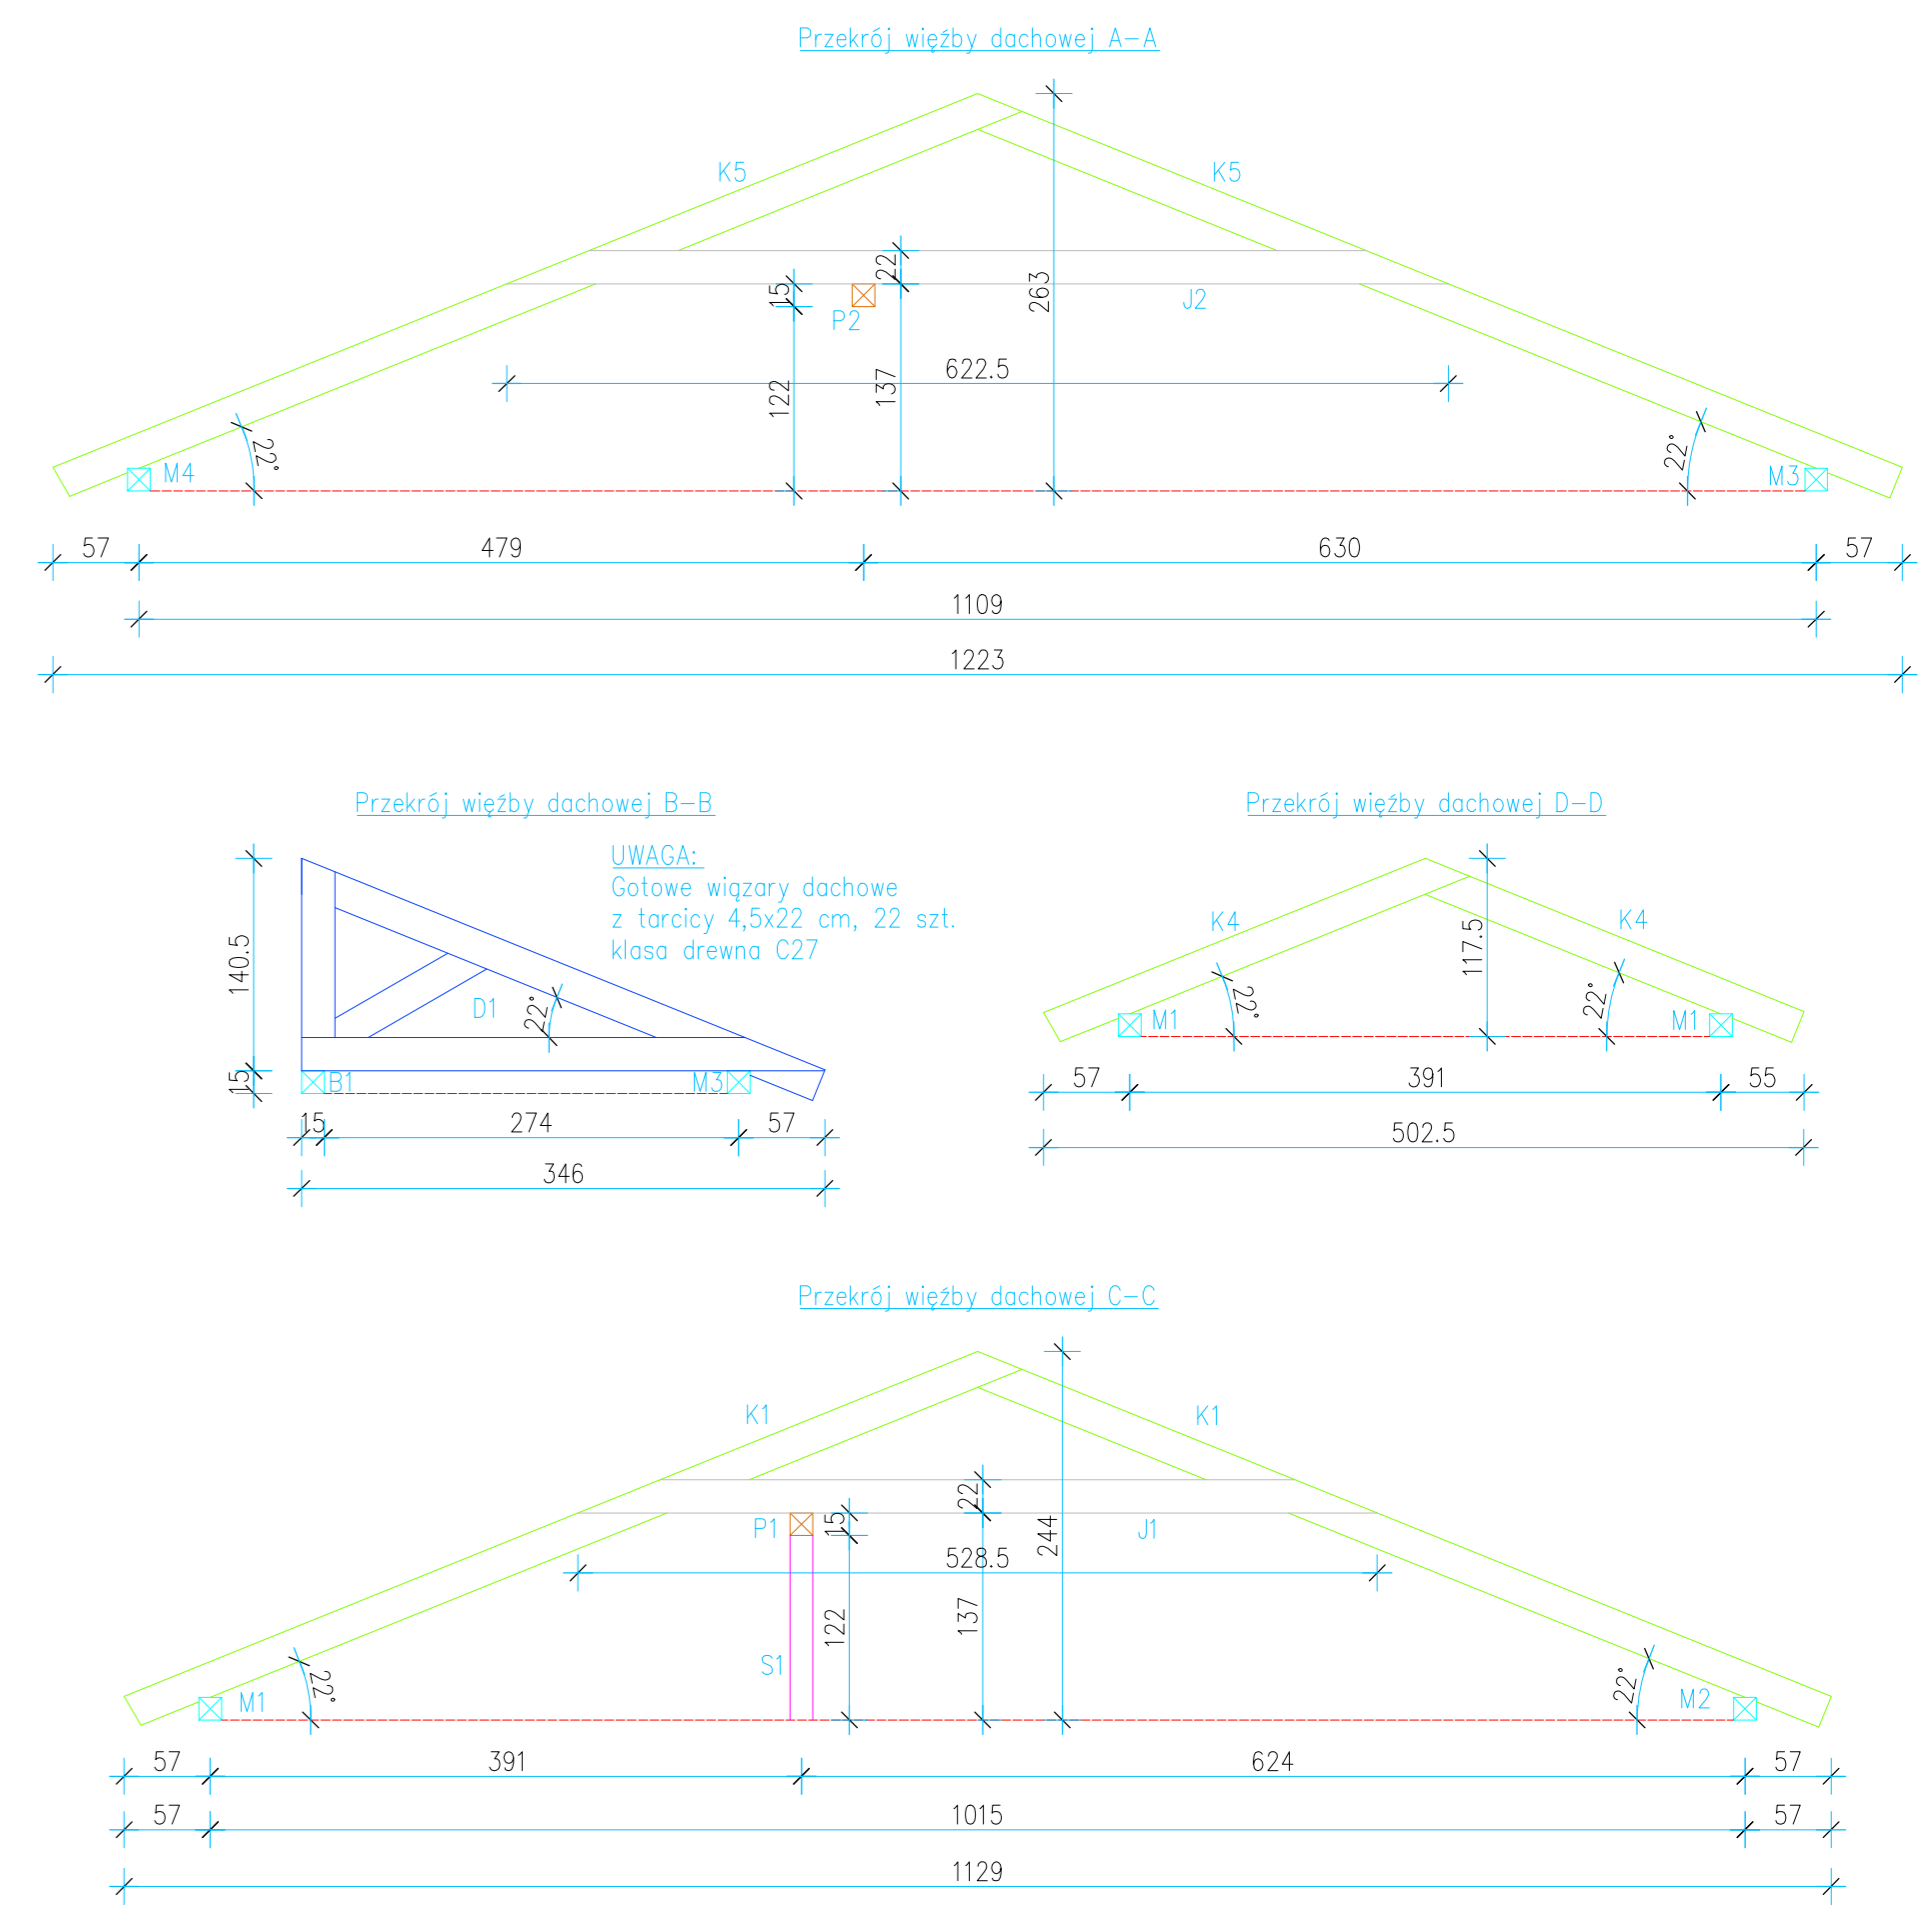 Przekrój więźby dachowej A-A
K5
K5
22
15
263
P2
J2
622.5
122
137
22°
22°
M4
M3
57
479
630
57
1109
1223
Przekrój więźby dachowej B-B
UWAGA:
Gotowe wiązary dachowe
z tarcicy 4,5x22 cm, 22 szt.
klasa drewna C27
140.5
D1
22°
15
B1
M3
15
274
57
346
Przekrój więźby dachowej D-D
K4
K4
117.5
22°
22°
M1
M1
57
391
55
502.5
Przekrój więźby dachowej C-C
K1
K1
22
15
244
P1
J1
528.5
122
137
S1
22°
22°
M1
M2
57
391
624
57
57
1015
57
1129